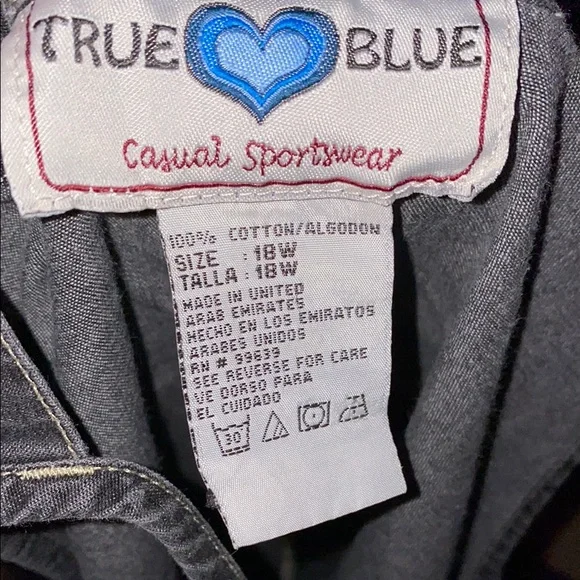 TRUE BLUE
Casual Sportswear
100% COTTON/ALGODON
SIZE : 18W
TALLA : 18W
MADE IN UNITED
ARAB EMIRATES
HECHO EN LOS EMIRATOS
ARABES UNIDOS
RN # 99639
SEE REVERSE FOR CARE
VE DORSO PARA
EL CUIDADO
30